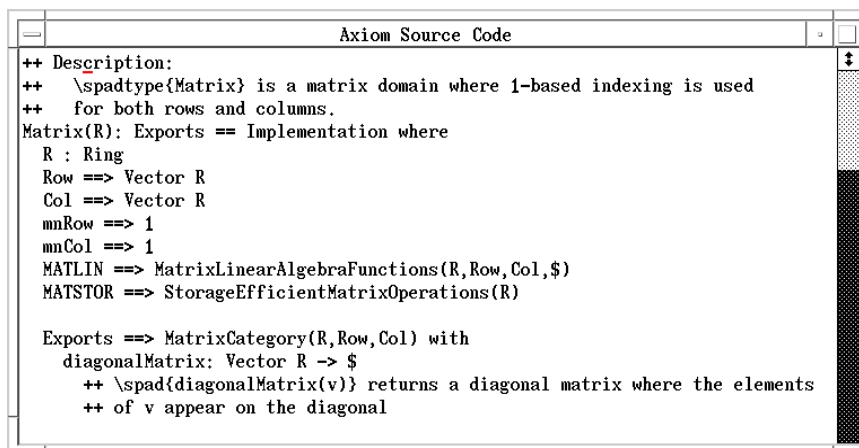 Axiom Source Code
++ Description:
++   \spadtype{Matrix} is a matrix domain where 1-based indexing is used
++   for both rows and columns.
Matrix(R): Exports == Implementation where
  R : Ring
  Row ==> Vector R
  Col ==> Vector R
  mnRow ==> 1
  mnCol ==> 1
  MATLIN ==> MatrixLinearAlgebraFunctions(R,Row,Col,$)
  MATSTOR ==> StorageEfficientMatrixOperations(R)

  Exports ==> MatrixCategory(R,Row,Col) with
    diagonalMatrix: Vector R -> $
      ++ \spad{diagonalMatrix(v)} returns a diagonal matrix where the elements
      ++ of v appear on the diagonal